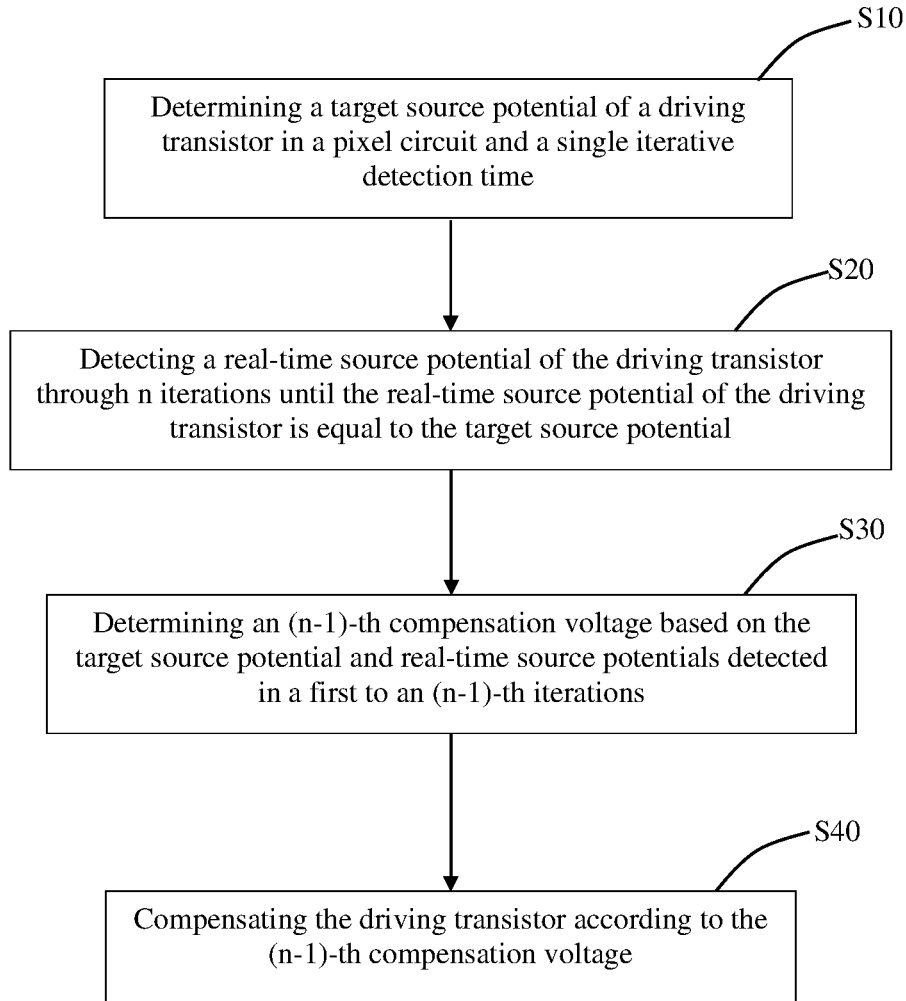 S10
Determining a target source potential of a driving
transistor in a pixel circuit and a single iterative
detection time
S20
Detecting a real-time source potential of the driving transistor
through n iterations until the real-time source potential of the driving
transistor is equal to the target source potential
S30
Determining an (n-1)-th compensation voltage based on the
target source potential and real-time source potentials detected
in a first to an (n-1)-th iterations
S40
Compensating the driving transistor according to the
(n-1)-th compensation voltage